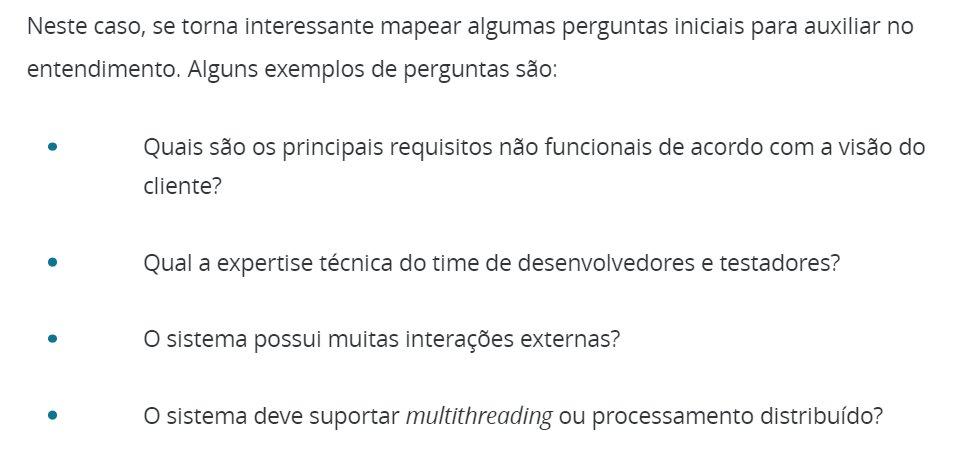 Neste caso, se torna interessante mapear algumas perguntas iniciais para auxiliar no
entendimento. Alguns exemplos de perguntas são:
Quais são os principais requisitos não funcionais de acordo com a visão do
cliente?
Qual a expertise técnica do time de desenvolvedores e testadores?
O sistema possui muitas interações externas?
O sistema deve suportar multithreading ou processamento distribuído?